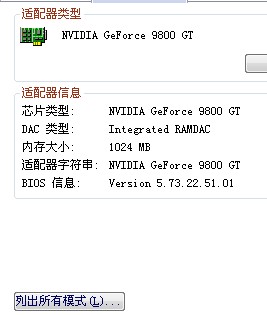 适配器类型
NVIDIA GeForce 9800 GT
适配器信息
芯片类型: NVIDIA GeForce 9800 GT
DAC 类型: Integrated RAMDAC
内存大小: 1024 MB
适配器字符串: NVIDIA GeForce 9800 GT
BIOS 信息: Version 5.73.22.51.01
列出所有模式(L)...